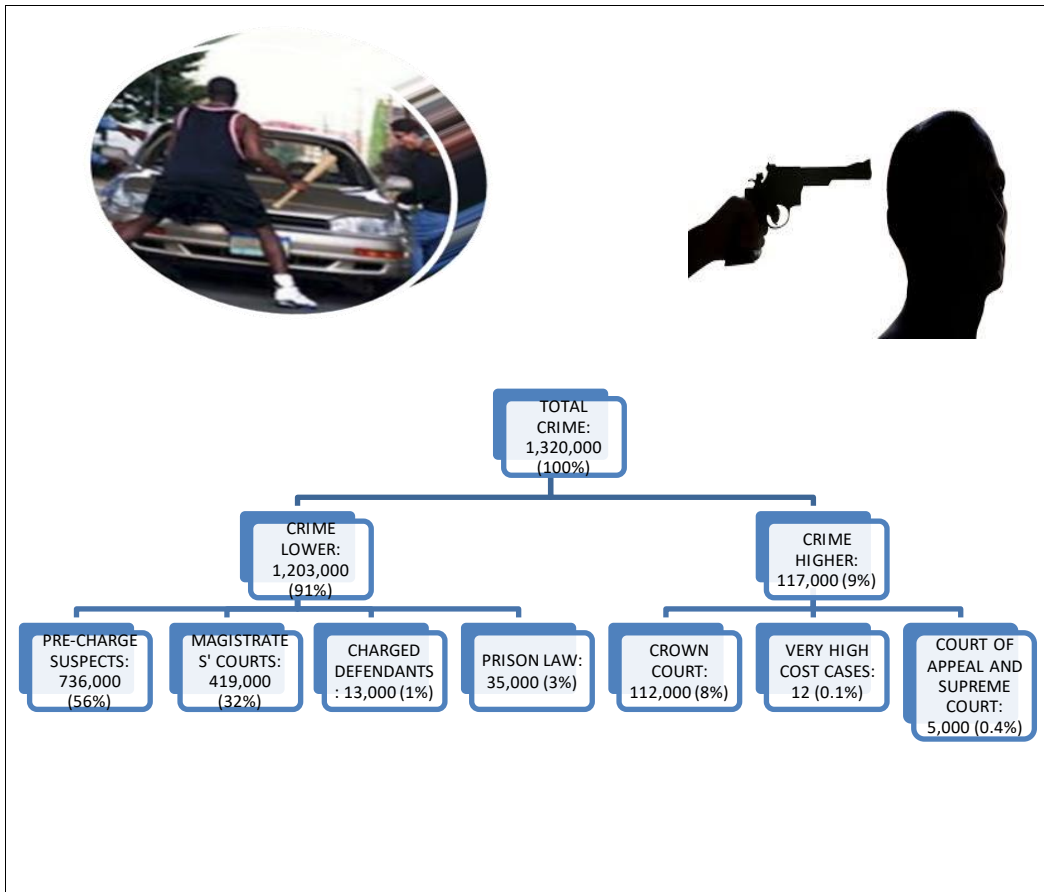 TOTAL
CRIME:
1,320,000
(100%)
CRIME
LOWER:
1,203,000
(91%)
CRIME
HIGHER:
117,000 (9%)
PRE-CHARGE
SUSPECTS:
736,000
(56%)
MAGISTRATE
S' COURTS:
419,000
(32%)
CHARGED
DEFENDANTS
: 13,000 (1%)
PRISON LAW:
35,000 (3%)
CROWN
COURT:
112,000 (8%)
VERY HIGH
COST CASES:
12 (0.1%)
COURT OF
APPEAL AND
SUPREME
COURT:
5,000 (0.4%)